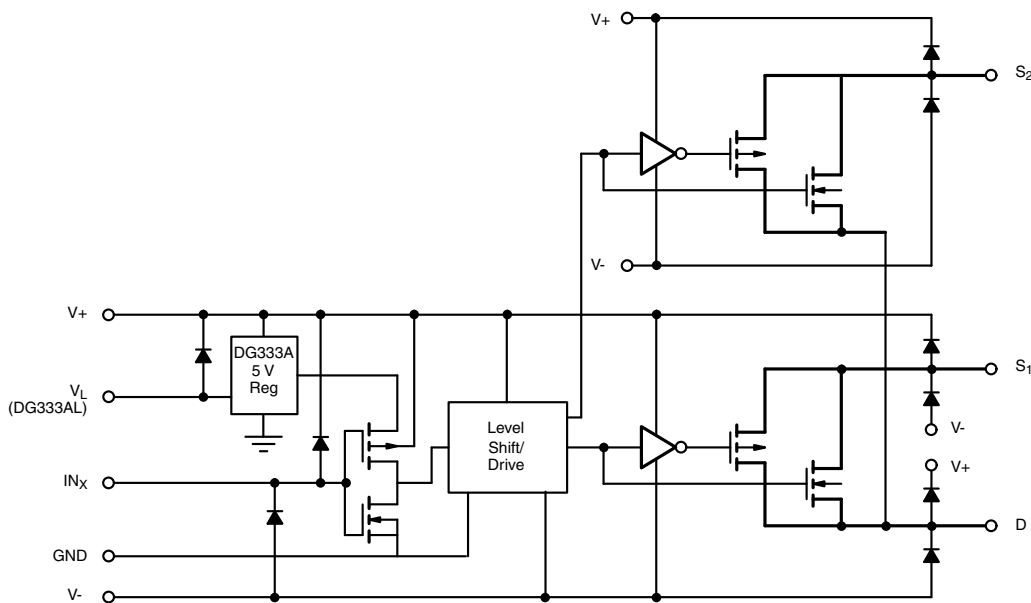 V+
S2
V-
V+
DG333A
5 V
Reg
VL
(DG333AL)
S1
Level
Shift/
Drive
V-
V+
INX
D
GND
V-